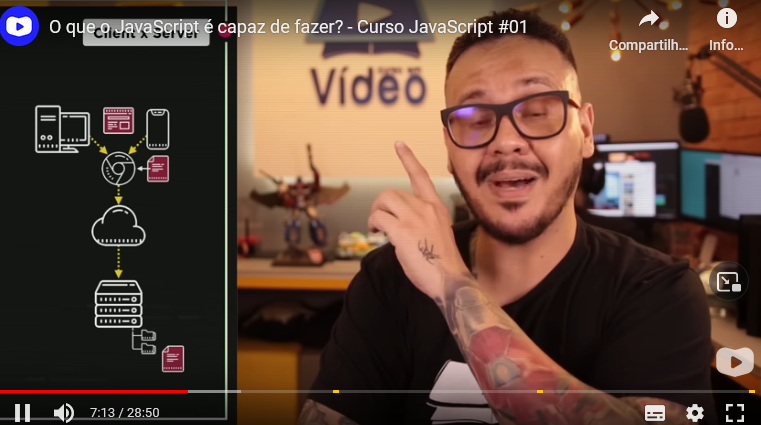 O que o JavaScript é capaz de fazer? - Curso JavaScript #01
Compartilh...
Info...
Client x Server
Vídeo
7:13 / 28:50